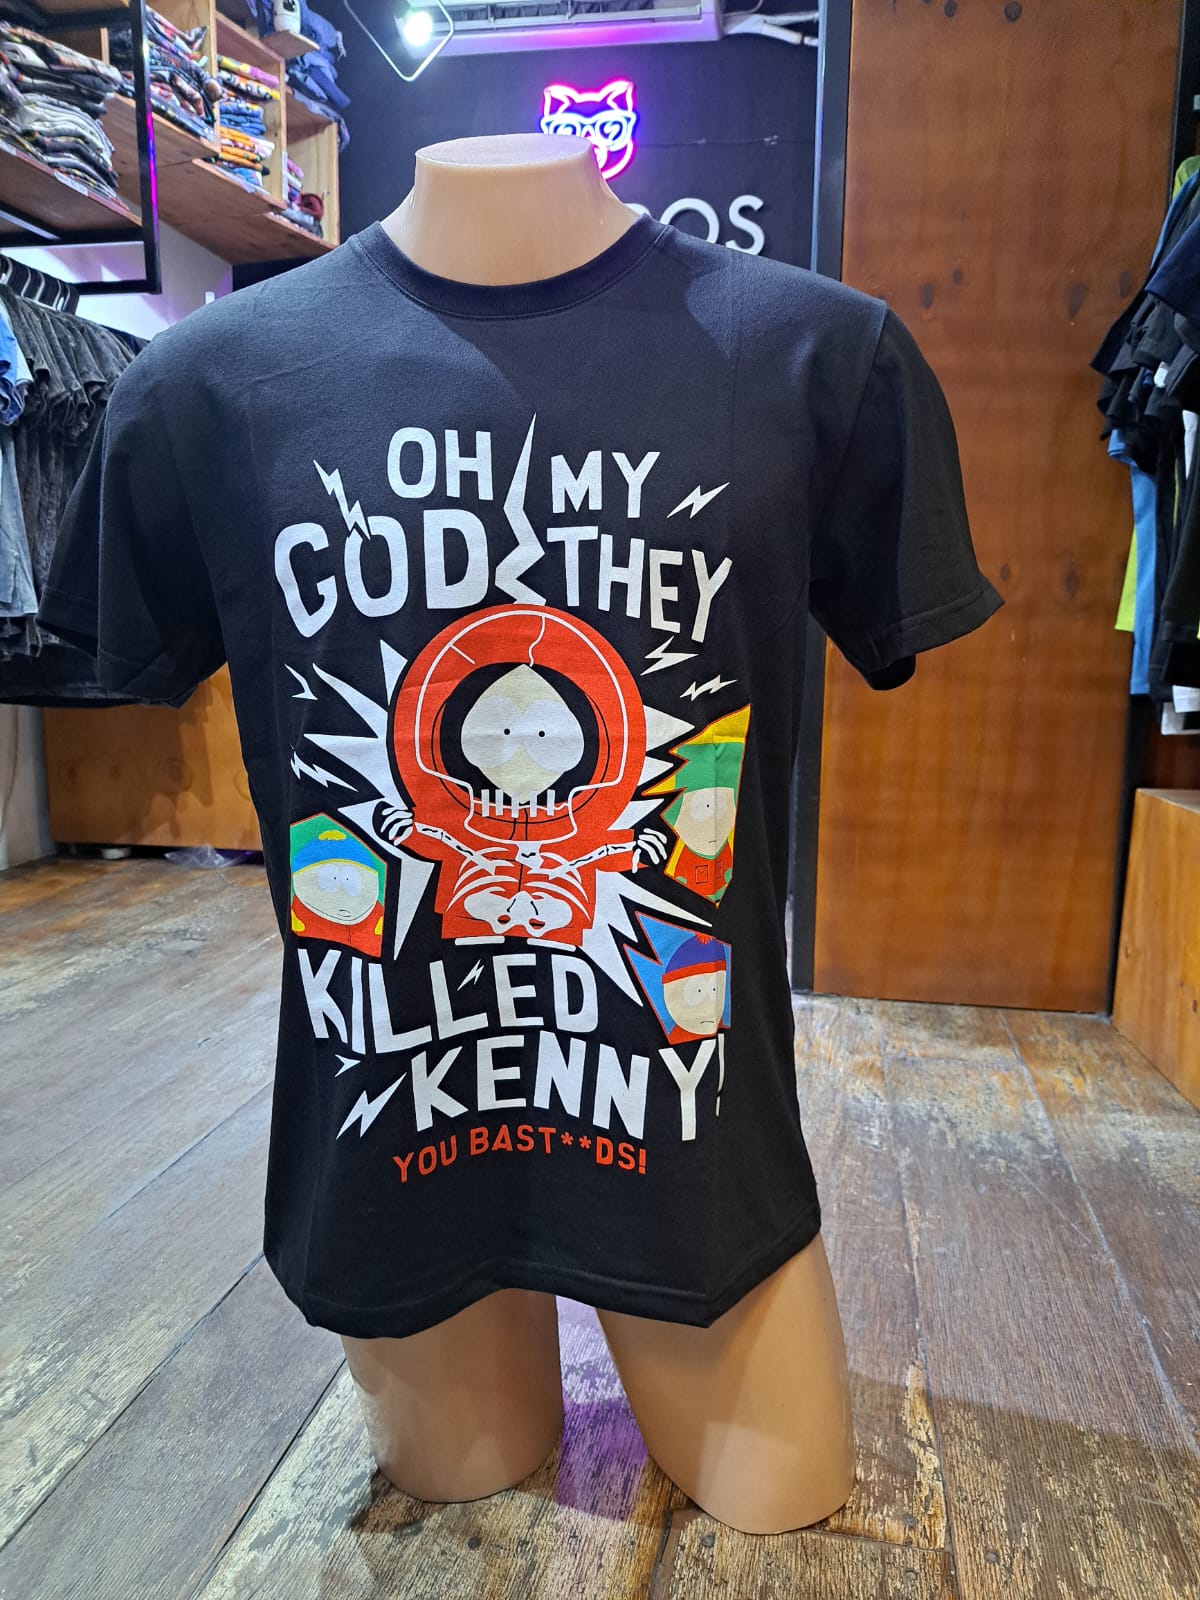 OH MY
GOD THEY
KILLED
KENNY!
YOU BAST**DS!